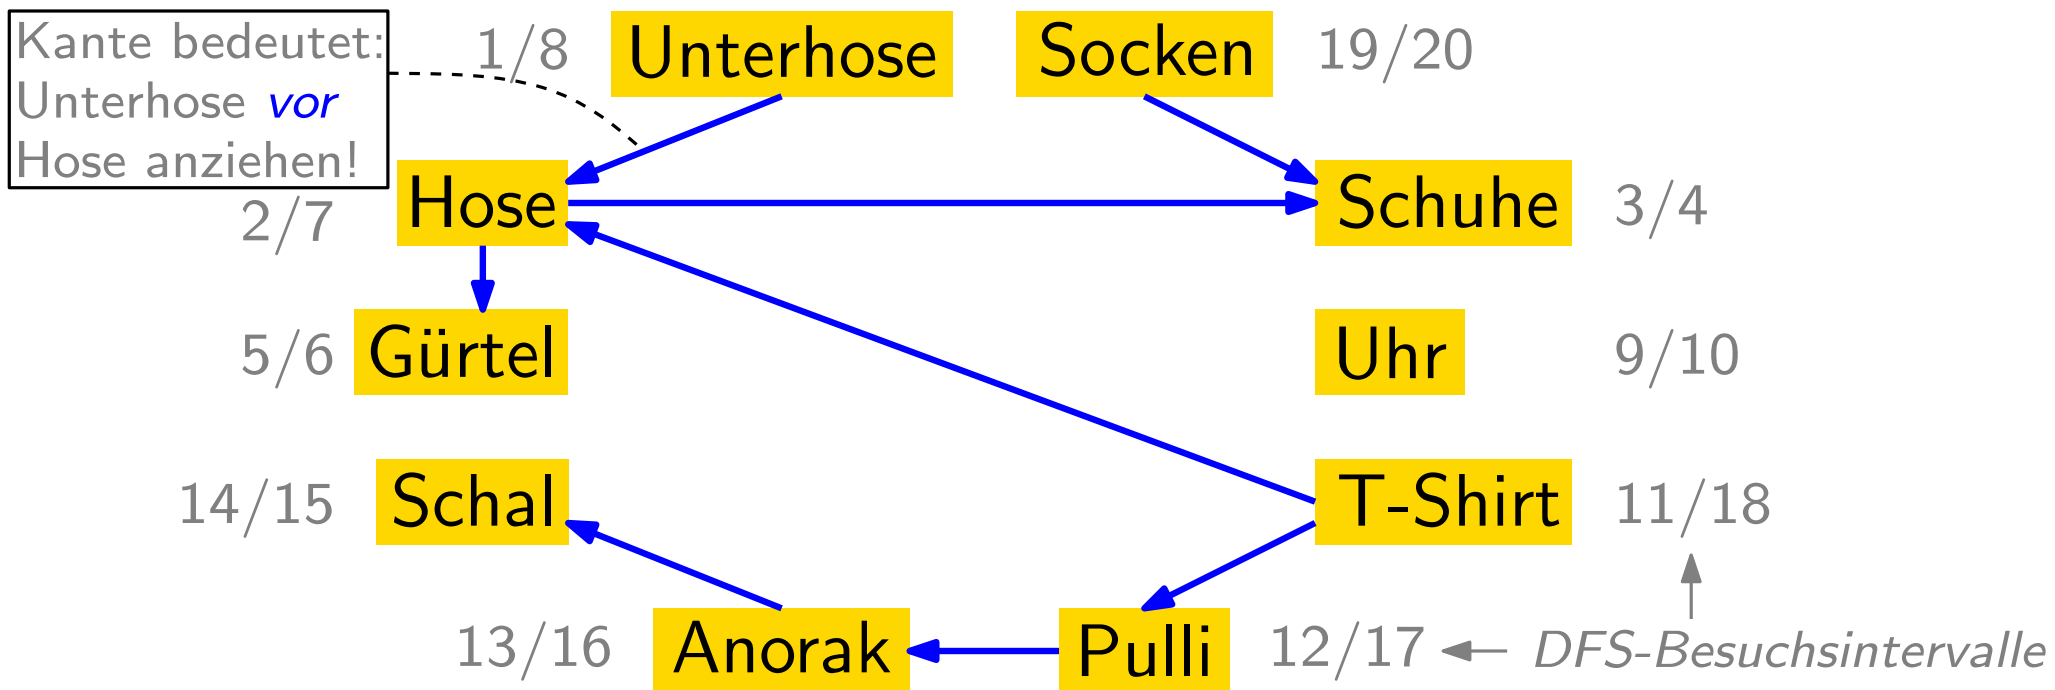 Kante bedeutet:
Unterhose vor
Hose anziehen!
1/8
Unterhose
Socken
19/20
2/7
Hose
Schuhe
3/4
5/6
Gürtel
Uhr
9/10
14/15
Schal
T-Shirt
11/18
13/16
Anorak
Pulli
12/17
DFS-Besuchsintervalle